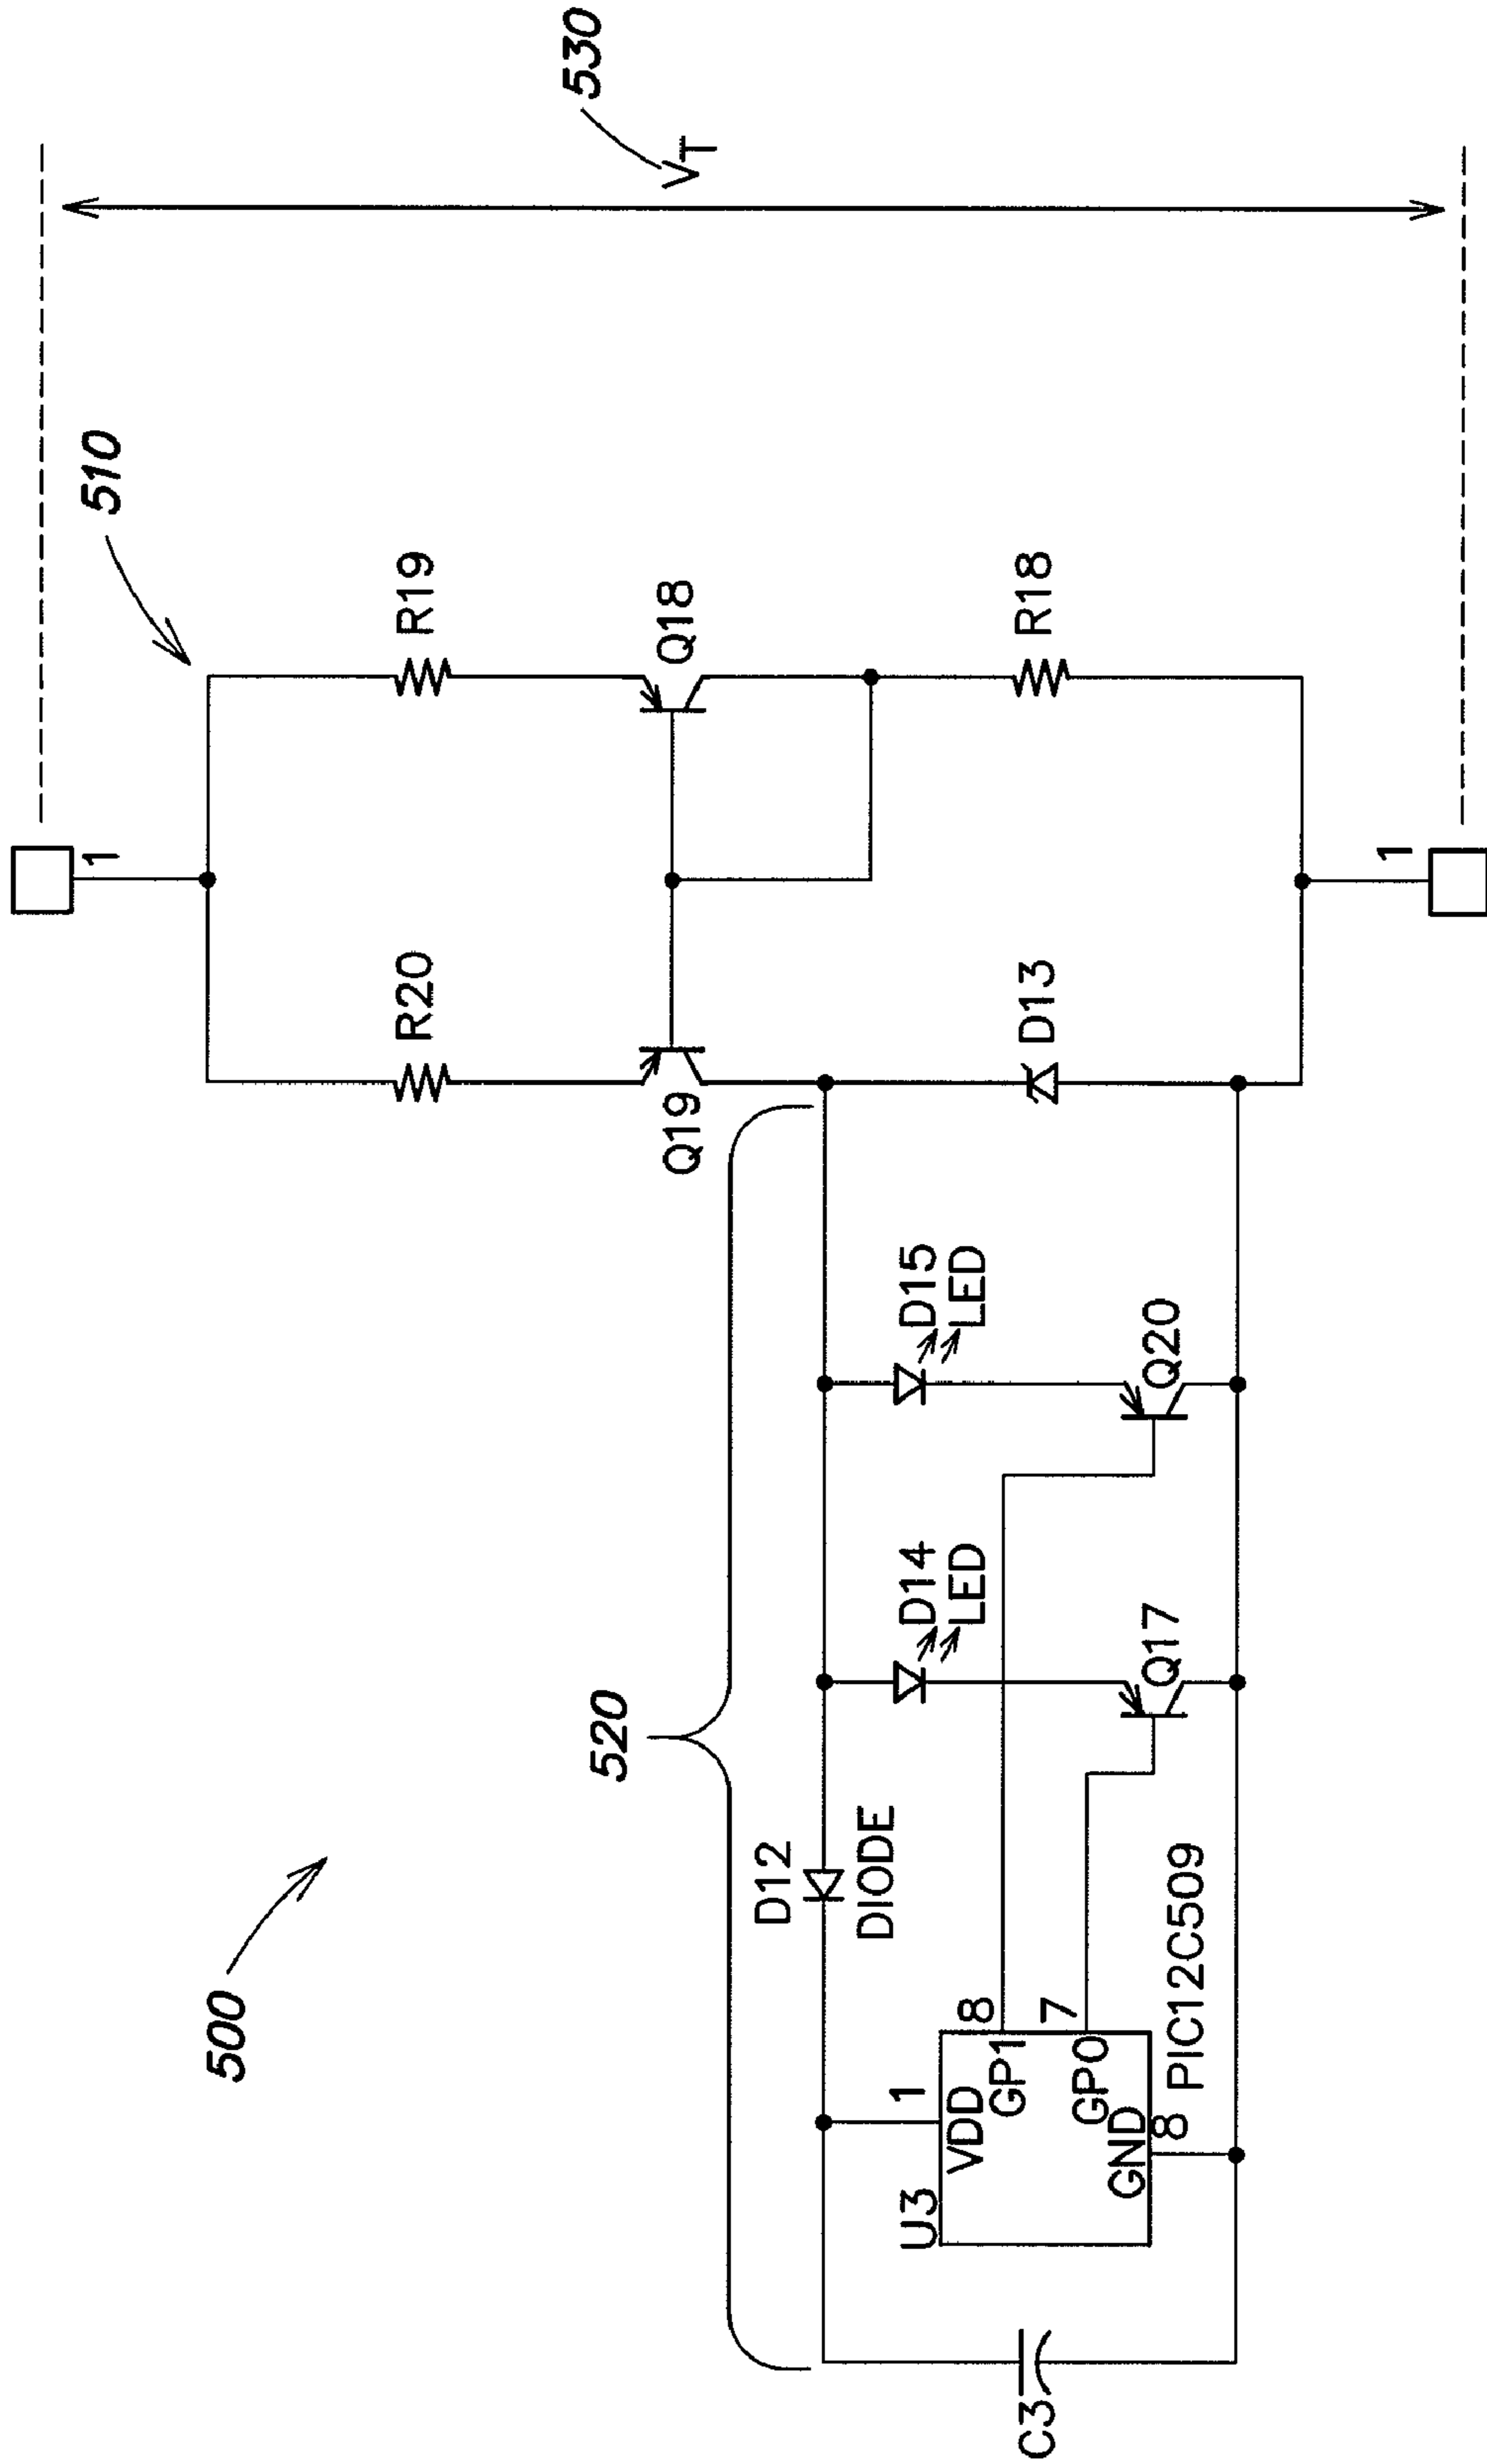 500
520
510
530
VT
1
R20
R19
Q19
Q18
D13
R18
1
D12
DIODE
D14
LED
D15
LED
Q17
Q20
U3
1
VDD
8
GP1
7
GP0
GND
8
PIC12C509
C3